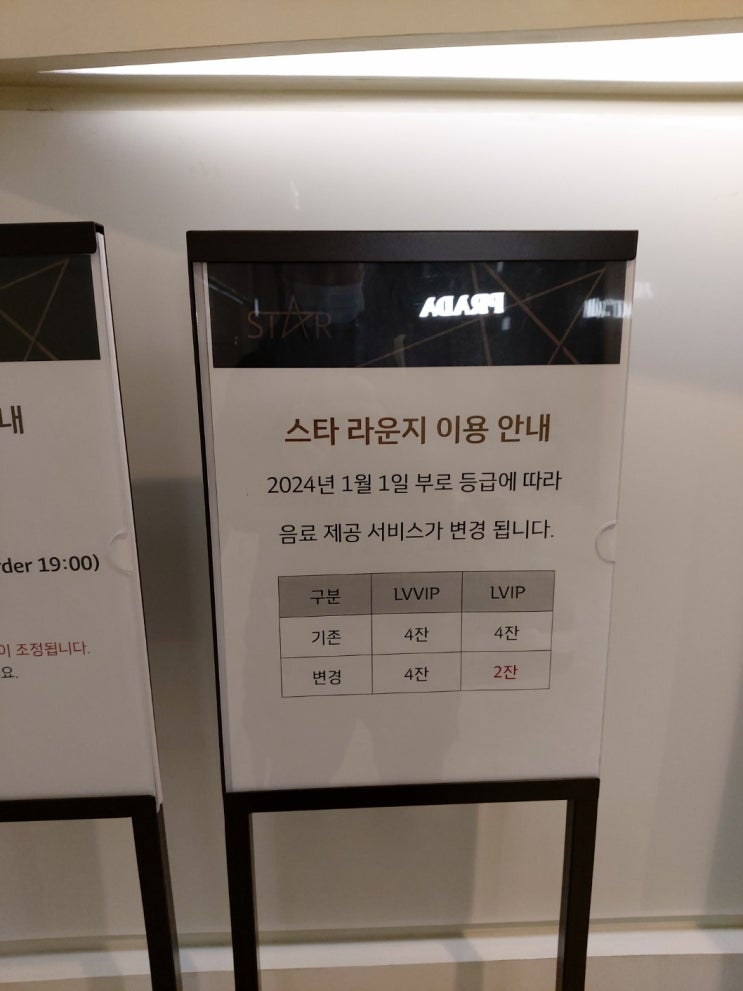 내
rder 19:00)
이 조정됩니다.
요.
STAR
PRADA
스타 라운지 이용 안내
2024년 1월 1일 부로 등급에 따라
음료 제공 서비스가 변경 됩니다.
구분 LVVIP LVIP
기존 4잔 4잔
변경 4잔 2잔